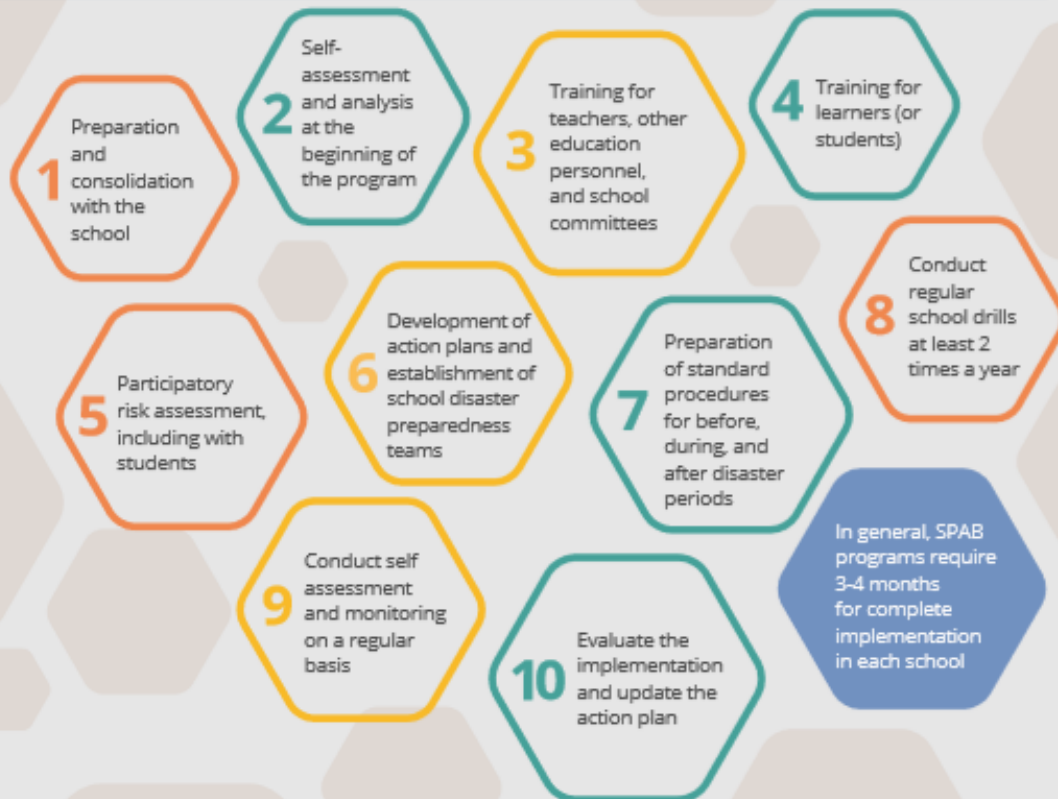 1
Preparation
and
consolidation
with the
school
2
Self-
assessment
and analysis
at the
beginning of
the program
3
Training for
teachers, other
education
personnel,
and school
committees
4
Training for
learners (or
students)
5
Participatory
risk assessment,
including with
students
6
Development of
action plans and
establishment of
school disaster
preparedness
teams
7
Preparation
of standard
procedures
for before,
during, and
after disaster
periods
8
Conduct
regular
school drills
at least 2
times a year
9
Conduct self
assessment
and monitoring
on a regular
basis
10
Evaluate the
implementation
and update the
action plan
In general, SPAB
programs require
3-4 months
for complete
implementation
in each school